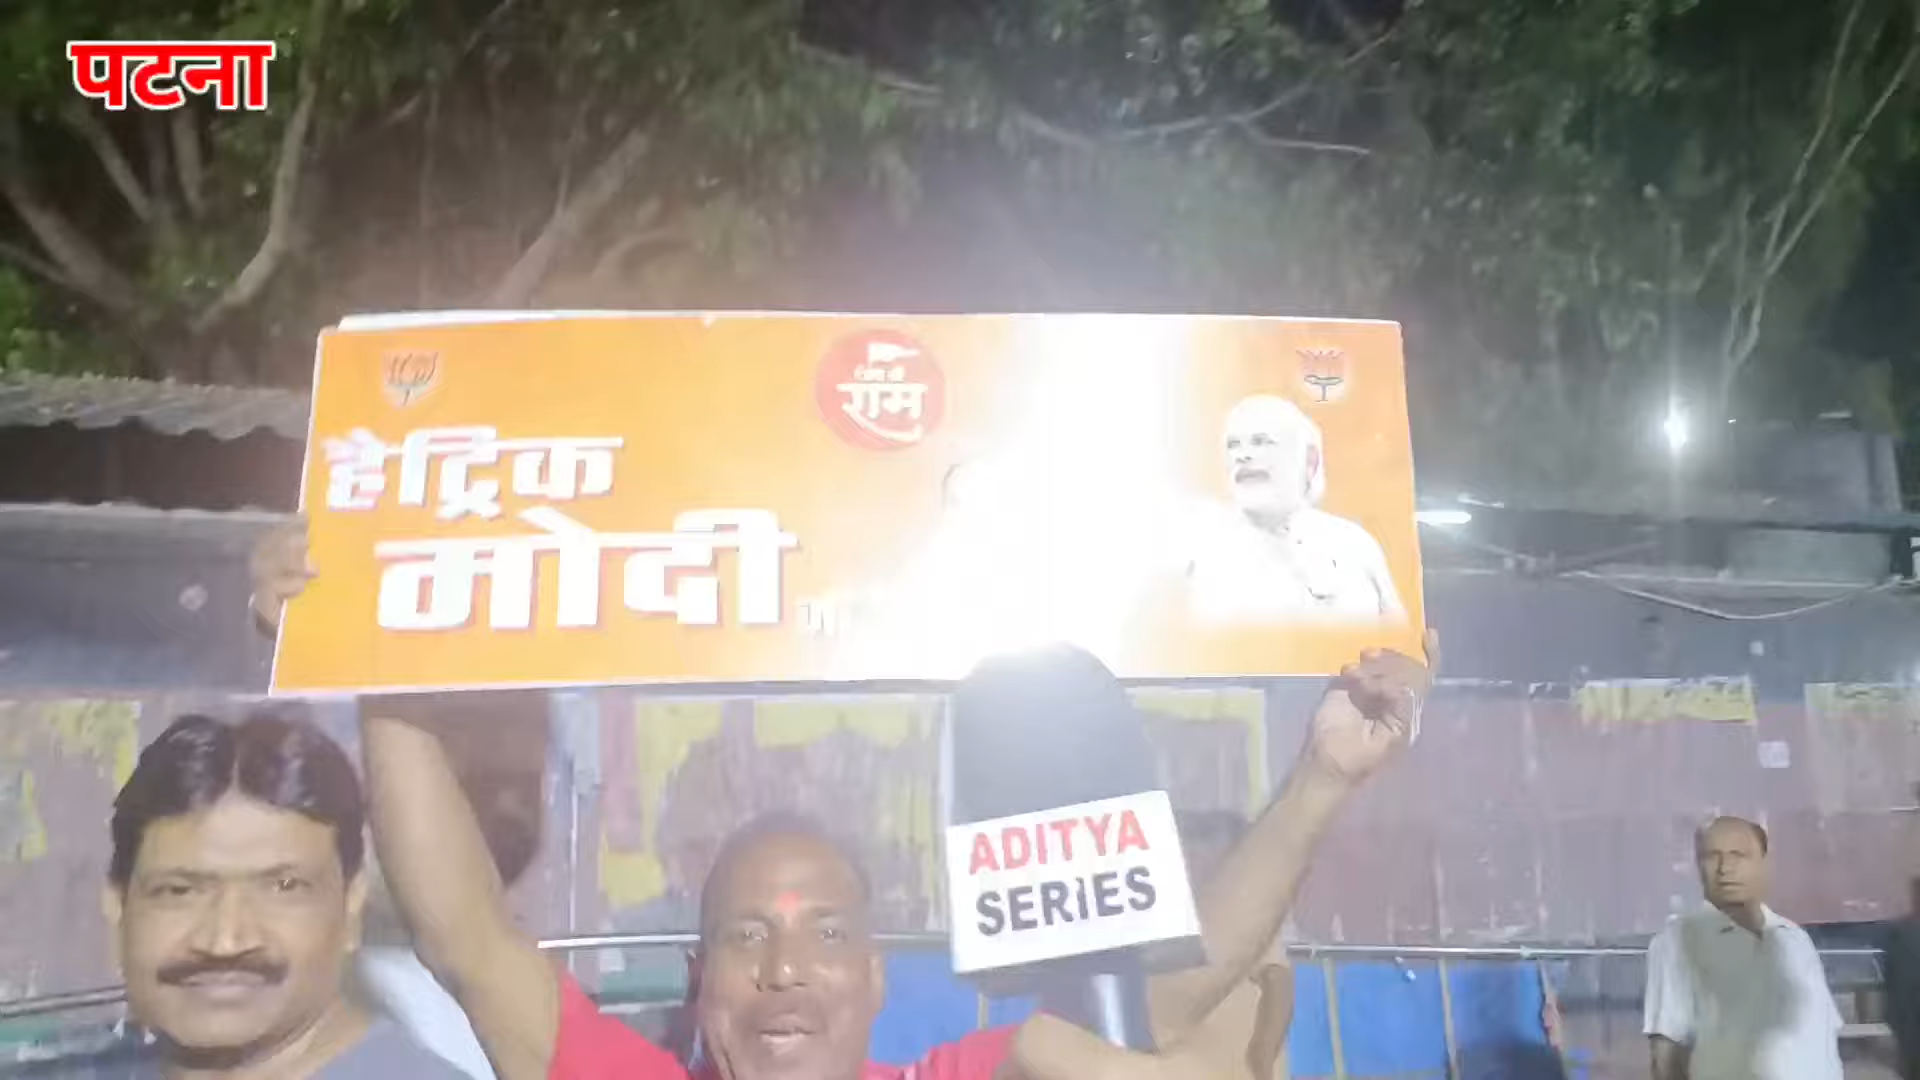 पटना
राम
हैट्रिक
मोदी
ADITYA
SERIES